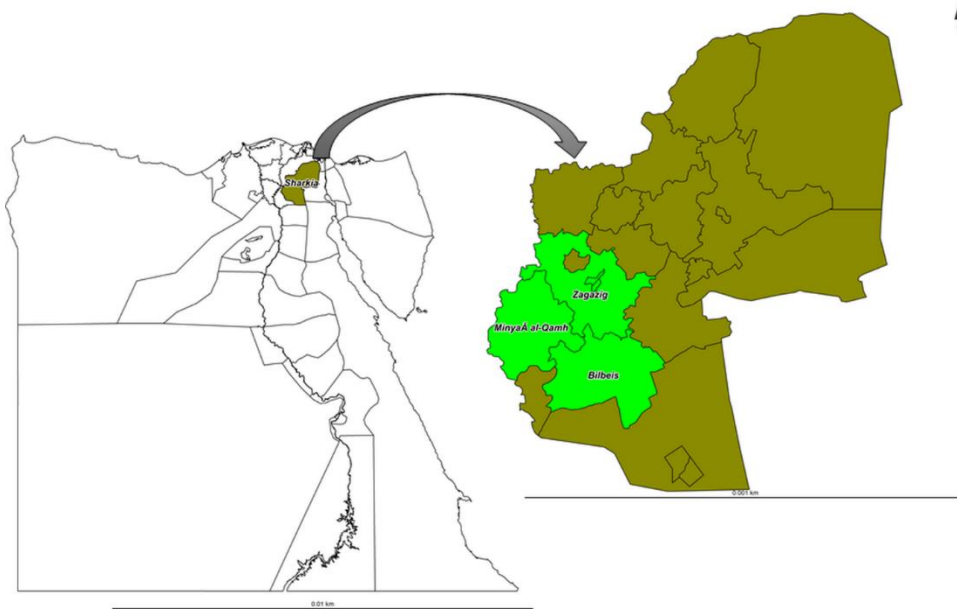 Sharkia
Zagazig
MinyaÂ al-Qamh
Bilbeis
0.001 km
0.01 km